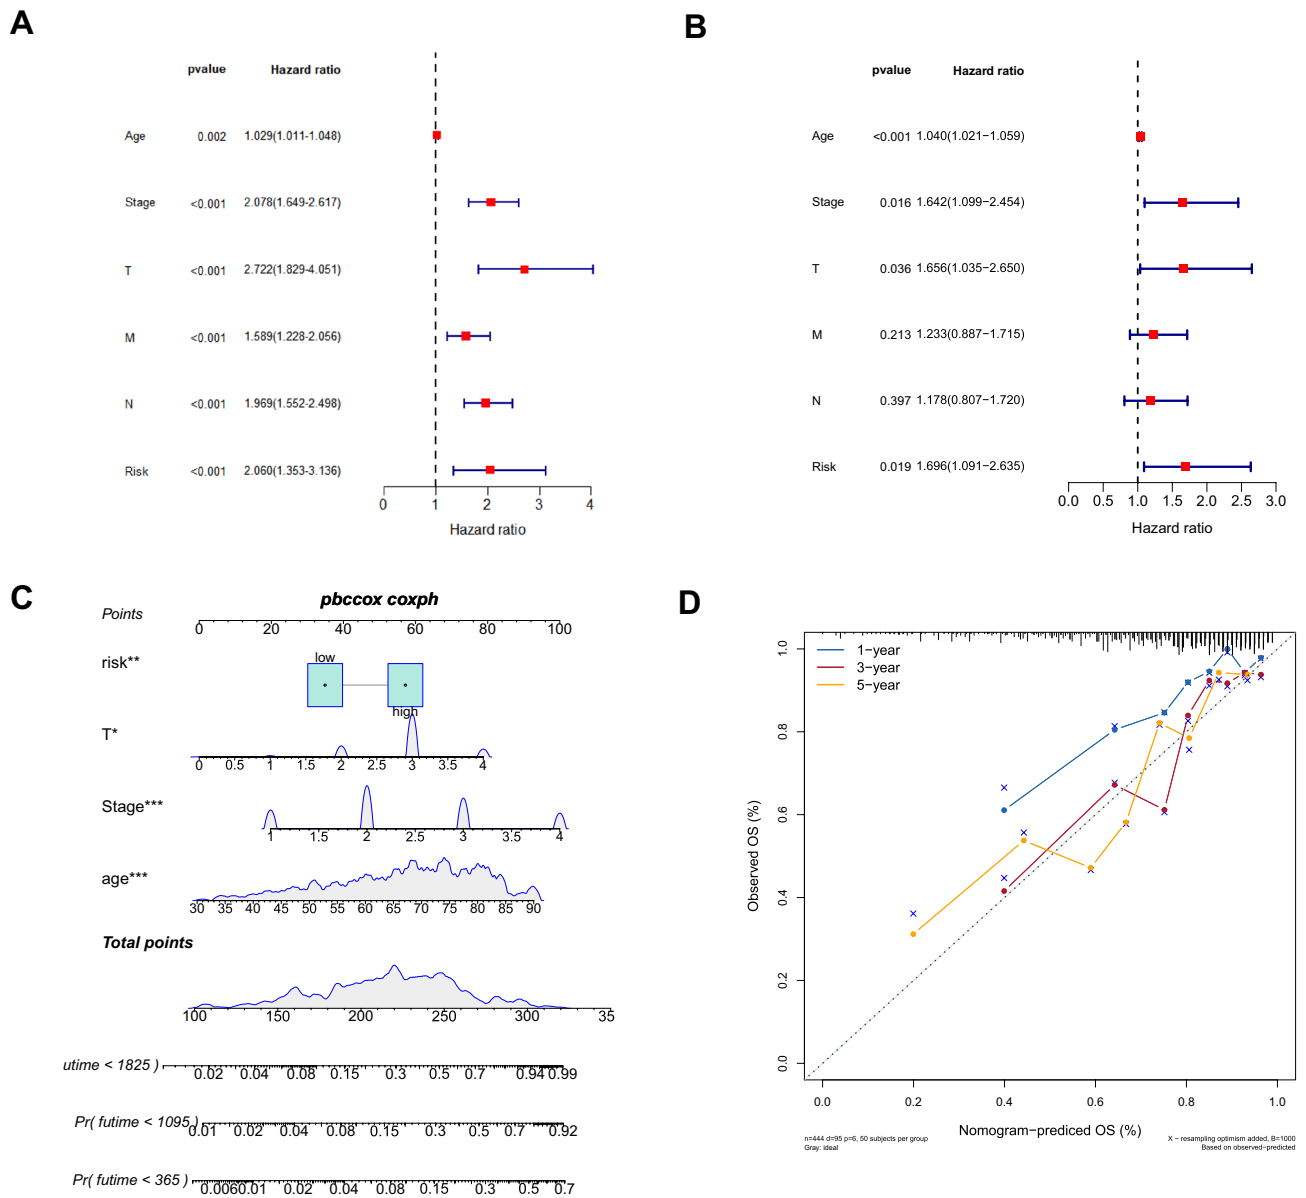 A
pvalue Hazard ratio
Age 0.002 1.029(1.011-1.048)
Stage <0.001 2.078(1.649-2.617)
T <0.001 2.722(1.829-4.051)
M <0.001 1.589(1.228-2.056)
N <0.001 1.969(1.552-2.498)
Risk <0.001 2.060(1.353-3.136)
0 1 2 3 4
Hazard ratio
B
pvalue Hazard ratio
Age <0.001 1.040(1.021−1.059)
Stage 0.016 1.642(1.099−2.454)
T 0.036 1.656(1.035−2.650)
M 0.213 1.233(0.887−1.715)
N 0.397 1.178(0.807−1.720)
Risk 0.019 1.696(1.091−2.635)
0.0 0.5 1.0 1.5 2.0 2.5 3.0
Hazard ratio
C
pbccox coxph
Points
0 20 40 60 80 100
risk**
low
high
T*
0 0.5 1 1.5 2 2.5 3 3.5 4
Stage***
1 1.5 2 2.5 3 3.5 4
age***
30 35 40 45 50 55 60 65 70 75 80 85 90
Total points
100 150 200 250 300 35
utime < 1825 )
0.02 0.04 0.08 0.15 0.3 0.5 0.7 0.94 0.99
Pr( futime < 1095 )
0.01 0.02 0.04 0.08 0.15 0.3 0.5 0.7 0.92
Pr( futime < 365 )
0.006 0.01 0.02 0.04 0.08 0.15 0.3 0.5 0.7
D
1−year
3−year
5−year
Observed OS (%)
1.0
0.8
0.6
0.4
0.2
0.0
0.0 0.2 0.4 0.6 0.8 1.0
Nomogram−prediced OS (%)
n=444 d=95 p=6, 50 subjects per group
Gray: ideal
X − resampling optimism added, B=1000
Based on observed−predicted